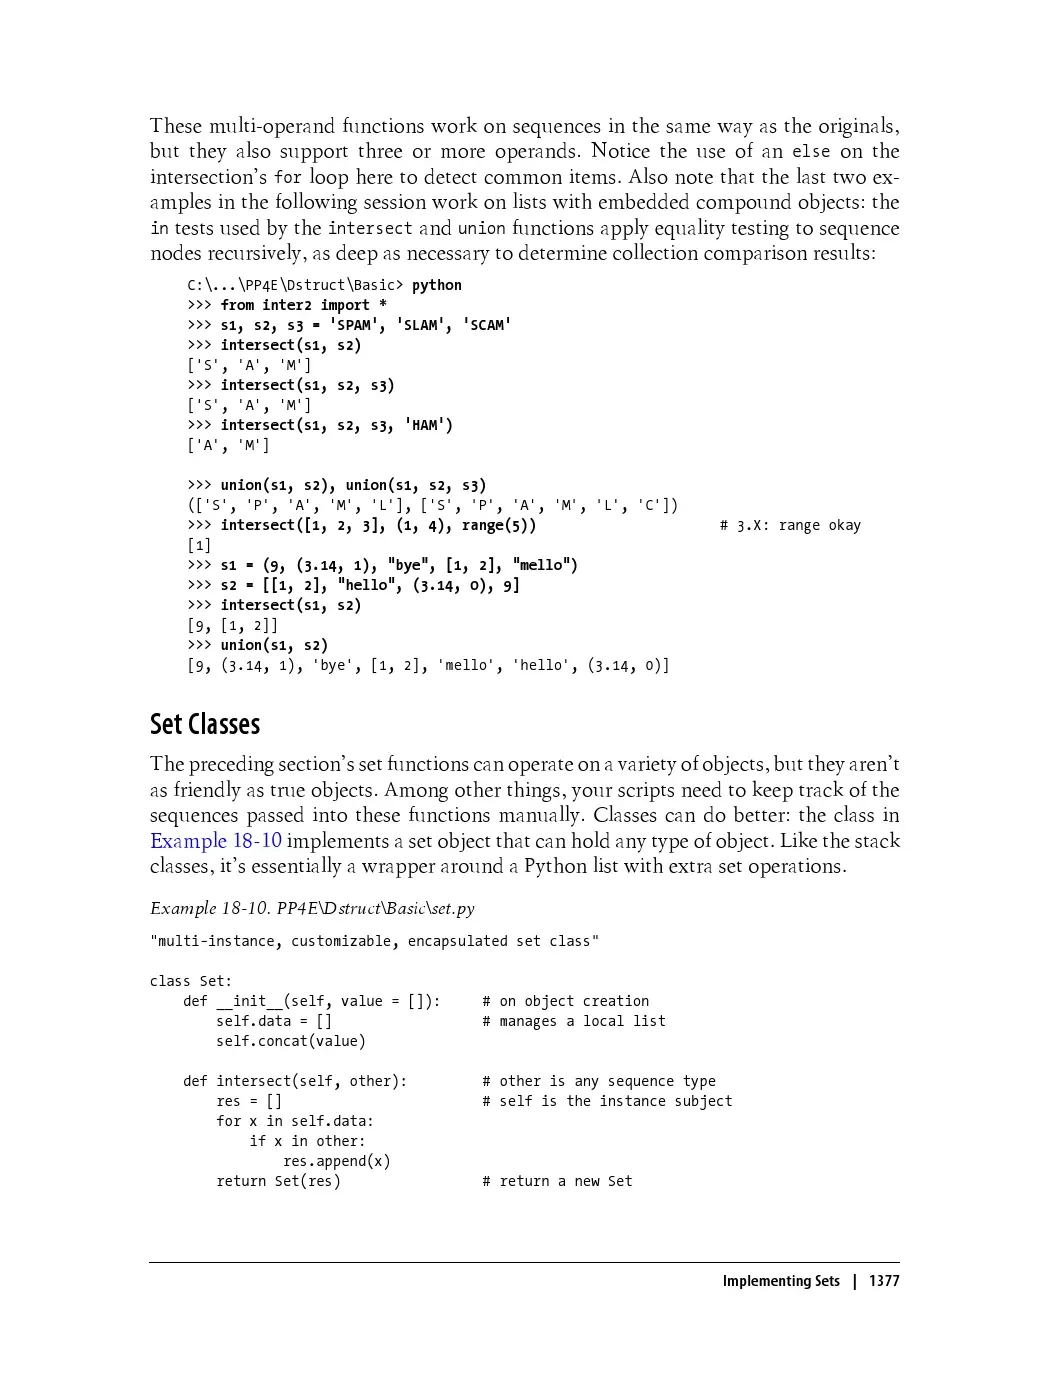 These multi-operand functions work on sequences in the same way as the originals,
but they also support three or more operands. Notice the use of an else on the
intersection’s for loop here to detect common items. Also note that the last two ex-
amples in the following session work on lists with embedded compound objects: the
in tests used by the intersect and union functions apply equality testing to sequence
nodes recursively, as deep as necessary to determine collection comparison results:
C:\...\PP4E\Dstruct\Basic> python
>>> from inter2 import *
>>> s1, s2, s3 = 'SPAM', 'SLAM', 'SCAM'
>>> intersect(s1, s2)
['S', 'A', 'M']
>>> intersect(s1, s2, s3)
['S', 'A', 'M']
>>> intersect(s1, s2, s3, 'HAM')
['A', 'M']
>>> union(s1, s2), union(s1, s2, s3)
(['S', 'P', 'A', 'M', 'L'], ['S', 'P', 'A', 'M', 'L', 'C'])
>>> intersect([1, 2, 3], (1, 4), range(5)) # 3.X: range okay
[1]
>>> s1 = (9, (3.14, 1), "bye", [1, 2], "mello")
>>> s2 = [[1, 2], "hello", (3.14, 0), 9]
>>> intersect(s1, s2)
[9, [1, 2]]
>>> union(s1, s2)
[9, (3.14, 1), 'bye', [1, 2], 'mello', 'hello', (3.14, 0)]
Set Classes
The preceding section’s set functions can operate on a variety of objects, but they aren’t
as friendly as true objects. Among other things, your scripts need to keep track of the
sequences passed into these functions manually. Classes can do better: the class in
Example 18-10 implements a set object that can hold any type of object. Like the stack
classes, it’s essentially a wrapper around a Python list with extra set operations.
Example 18-10. PP4E\Dstruct\Basic\set.py
"multi-instance, customizable, encapsulated set class"
class Set:
def __init__(self, value = []): # on object creation
self.data = [] # manages a local list
self.concat(value)
def intersect(self, other): # other is any sequence type
res = [] # self is the instance subject
for x in self.data:
if x in other:
res.append(x)
return Set(res) # return a new Set
Implementing Sets | 1377